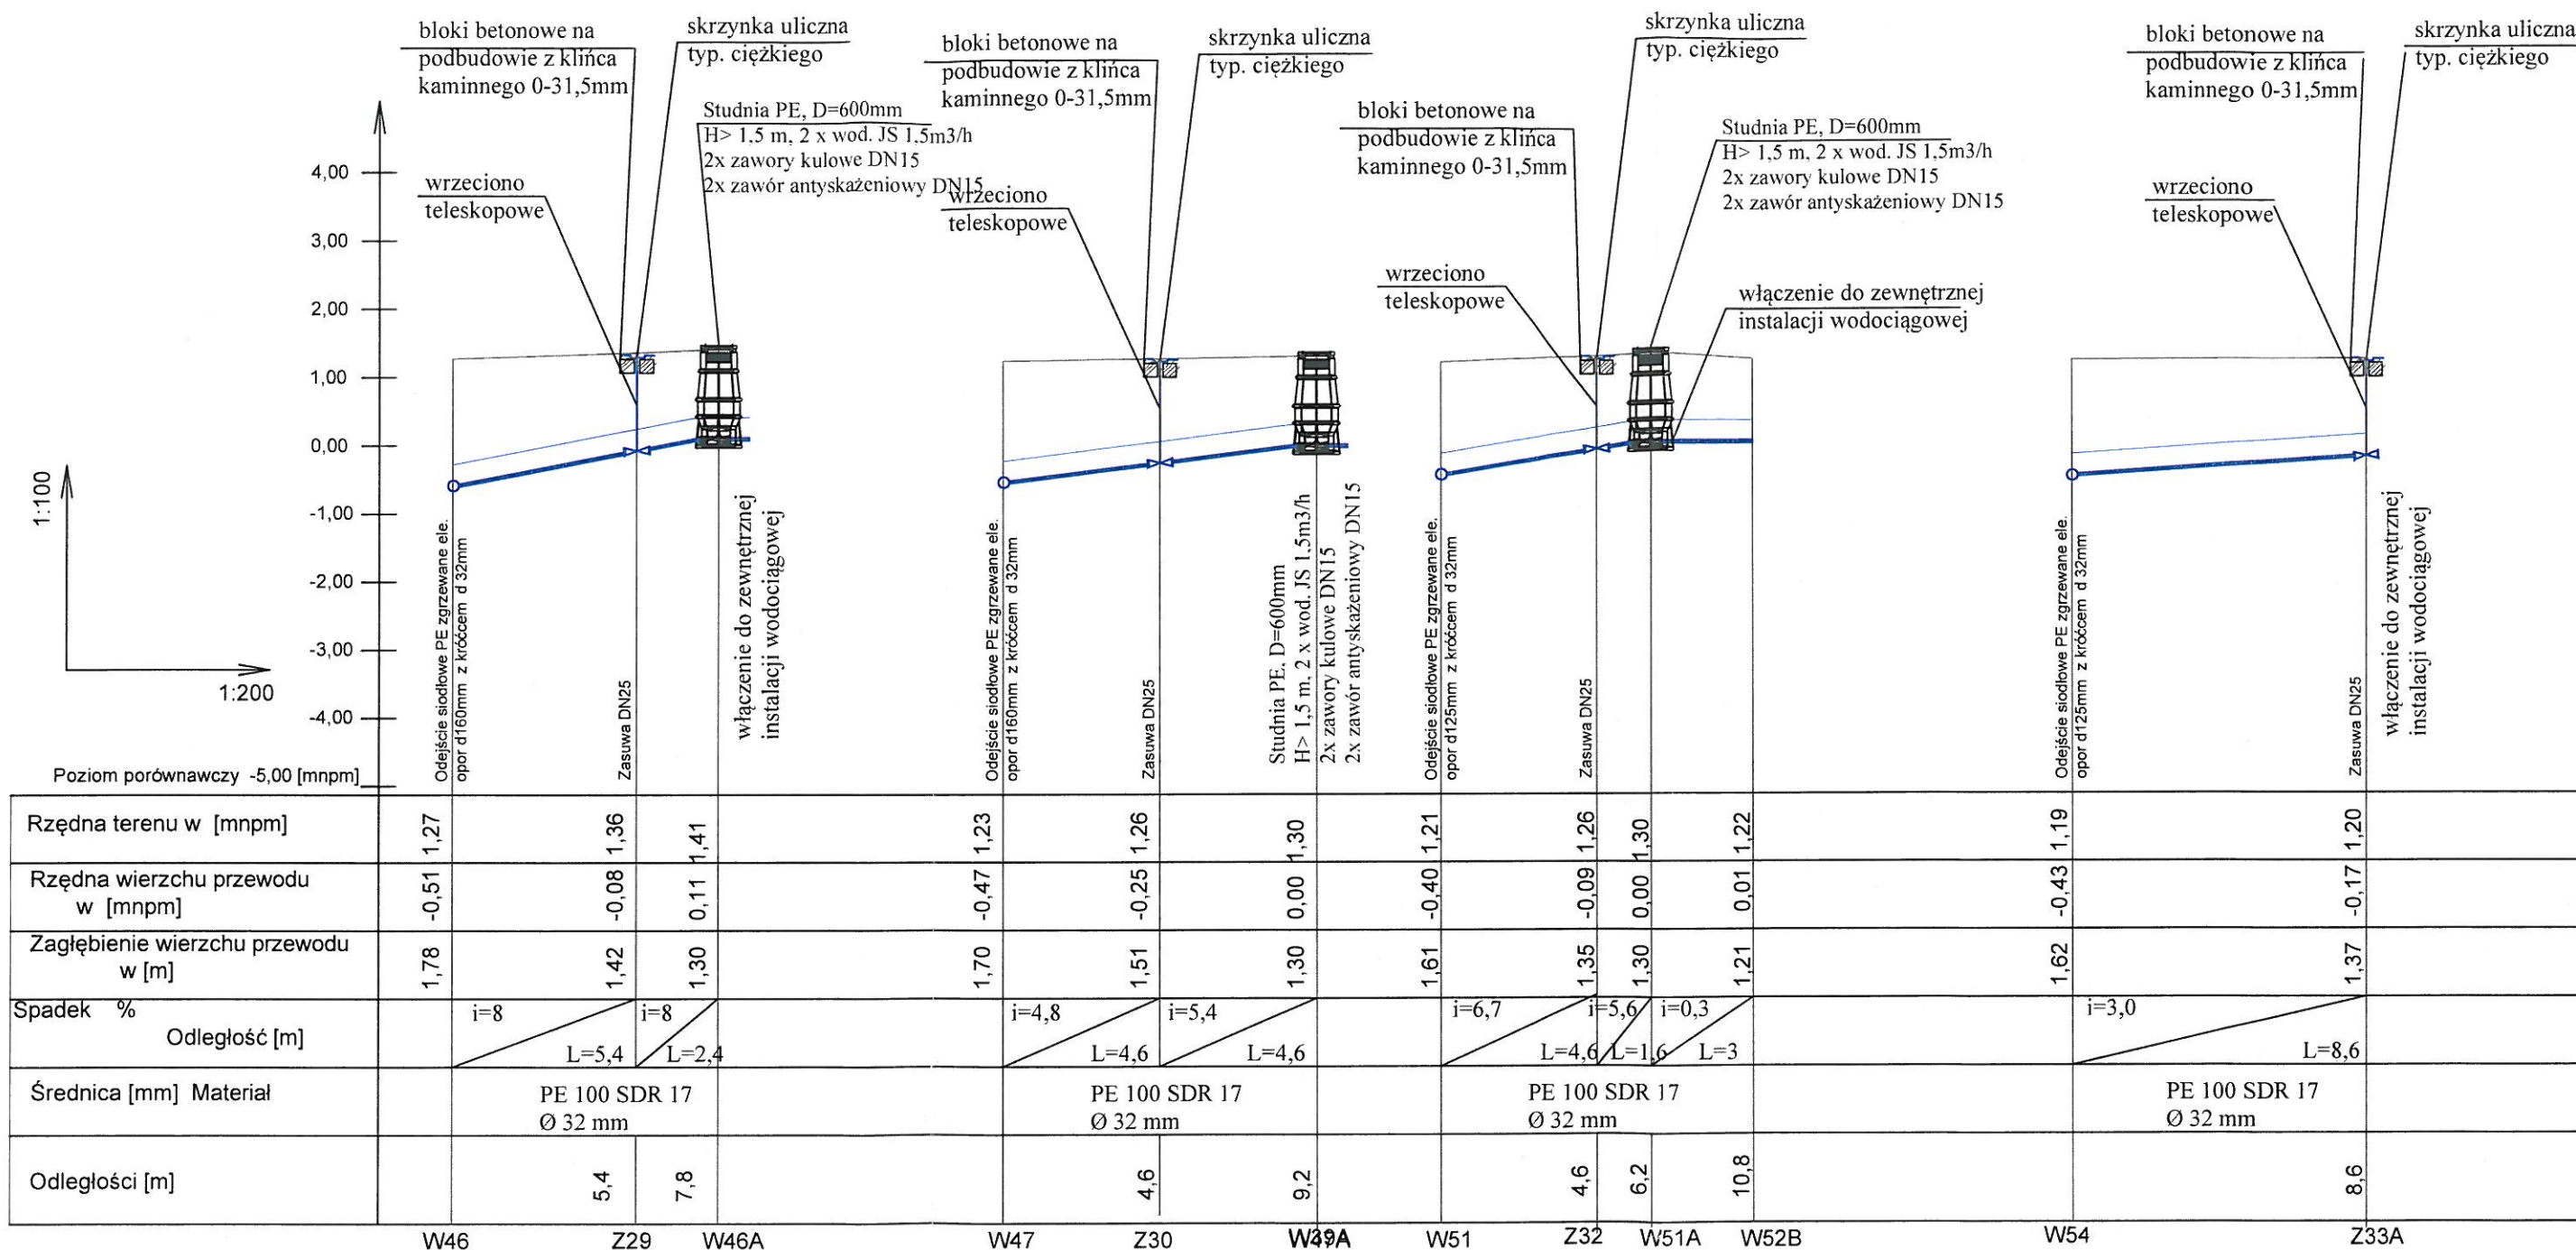 bloki betonowe na
podbudowie z klińca
kaminnego 0-31,5mm
skrzynka uliczna
typ. ciężkiego
Studnia PE, D=600mm
H> 1,5 m, 2 x wod. JS 1,5m3/h
2x zawory kulowe DN15
2x zawór antyskażeniowy DN15
wrzeciono
teleskopowe
bloki betonowe na
podbudowie z klińca
kaminnego 0-31,5mm
skrzynka uliczna
typ. ciężkiego
wrzeciono
teleskopowe
bloki betonowe na
podbudowie z klińca
kaminnego 0-31,5mm
skrzynka uliczna
typ. ciężkiego
Studnia PE, D=600mm
H> 1,5 m, 2 x wod. JS 1,5m3/h
2x zawory kulowe DN15
2x zawór antyskażeniowy DN15
wrzeciono
teleskopowe
włączenie do zewnętrznej
instalacji wodociągowej
bloki betonowe na
podbudowie z klińca
kaminnego 0-31,5mm
skrzynka uliczna
typ. ciężkiego
wrzeciono
teleskopowe
4,00
3,00
2,00
1,00
0,00
-1,00
-2,00
-3,00
-4,00
1:100
1:200
Poziom porównawczy -5,00 [mnpm]
Odejście siodłowe PE zgrzewane ele.
opor d160mm z króćcem d 32mm
Zasuwa DN25
włączenie do zewnętrznej
instalacji wodociągowej
Odejście siodłowe PE zgrzewane ele.
opor d160mm z króćcem d 32mm
Zasuwa DN25
Studnia PE, D=600mm
H> 1,5 m, 2 x wod. JS 1,5m3/h
2x zawory kulowe DN15
2x zawór antyskażeniowy DN15
Odejście siodłowe PE zgrzewane ele.
opor d125mm z króćcem d 32mm
Zasuwa DN25
Odejście siodłowe PE zgrzewane ele.
opor d125mm z króćcem d 32mm
Zasuwa DN25
włączenie do zewnętrznej
instalacji wodociągowej
Rzędna terenu w [mnpm] 1,27 1,36 1,41 1,23 1,26 1,30 1,21 1,26 1,30 1,22 1,19 1,20
Rzędna wierzchu przewodu
w [mnpm] -0,51 -0,08 0,11 -0,47 -0,25 0,00 -0,40 -0,09 0,00 0,01 -0,43 -0,17
Zagłębienie wierzchu przewodu
w [m] 1,78 1,42 1,30 1,70 1,51 1,30 1,61 1,35 1,30 1,21 1,62 1,37
Spadek % i=8 i=8 i=4,8 i=5,4 i=6,7 i=5,6 i=0,3 i=3,0
Odległość [m] L=5,4 L=2,4 L=4,6 L=4,6 L=4,6 L=1,6 L=3 L=8,6
Średnica [mm] Materiał PE 100 SDR 17 PE 100 SDR 17 PE 100 SDR 17 PE 100 SDR 17
Ø 32 mm Ø 32 mm Ø 32 mm Ø 32 mm
Odległości [m] 5,4 7,8 4,6 9,2 4,6 6,2 10,8 8,6
W46 Z29 W46A W47 Z30 W51 Z32 W51A W52B W54 Z33A